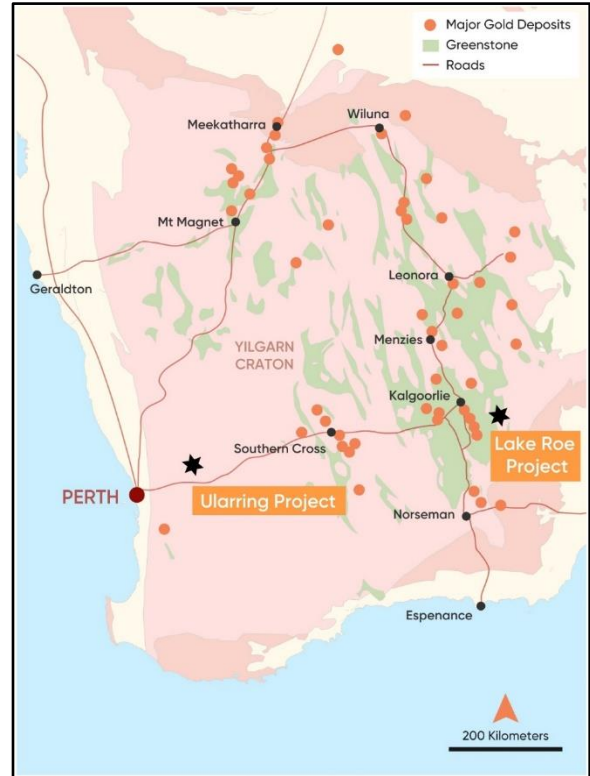 Major Gold Deposits
Greenstone
Roads
Wiluna
Meekatharra
Mt Magnet
Geraldton
Leonora
Menzies
YILGARN
CRATON
Kalgoorlie
Southern Cross
Lake Roe
Project
PERTH
Ularring Project
Norseman
Espenance
200 Kilometers